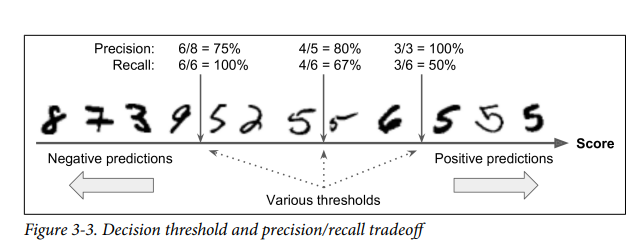 Precision: 6/8 = 75% 4/5 = 80% 3/3 = 100%
Recall: 6/6 = 100% 4/6 = 67% 3/6 = 50%
8 7 3 9 5 2 5 5 6 5 5 5
Score
Negative predictions Positive predictions
Various thresholds
Figure 3-3. Decision threshold and precision/recall tradeoff